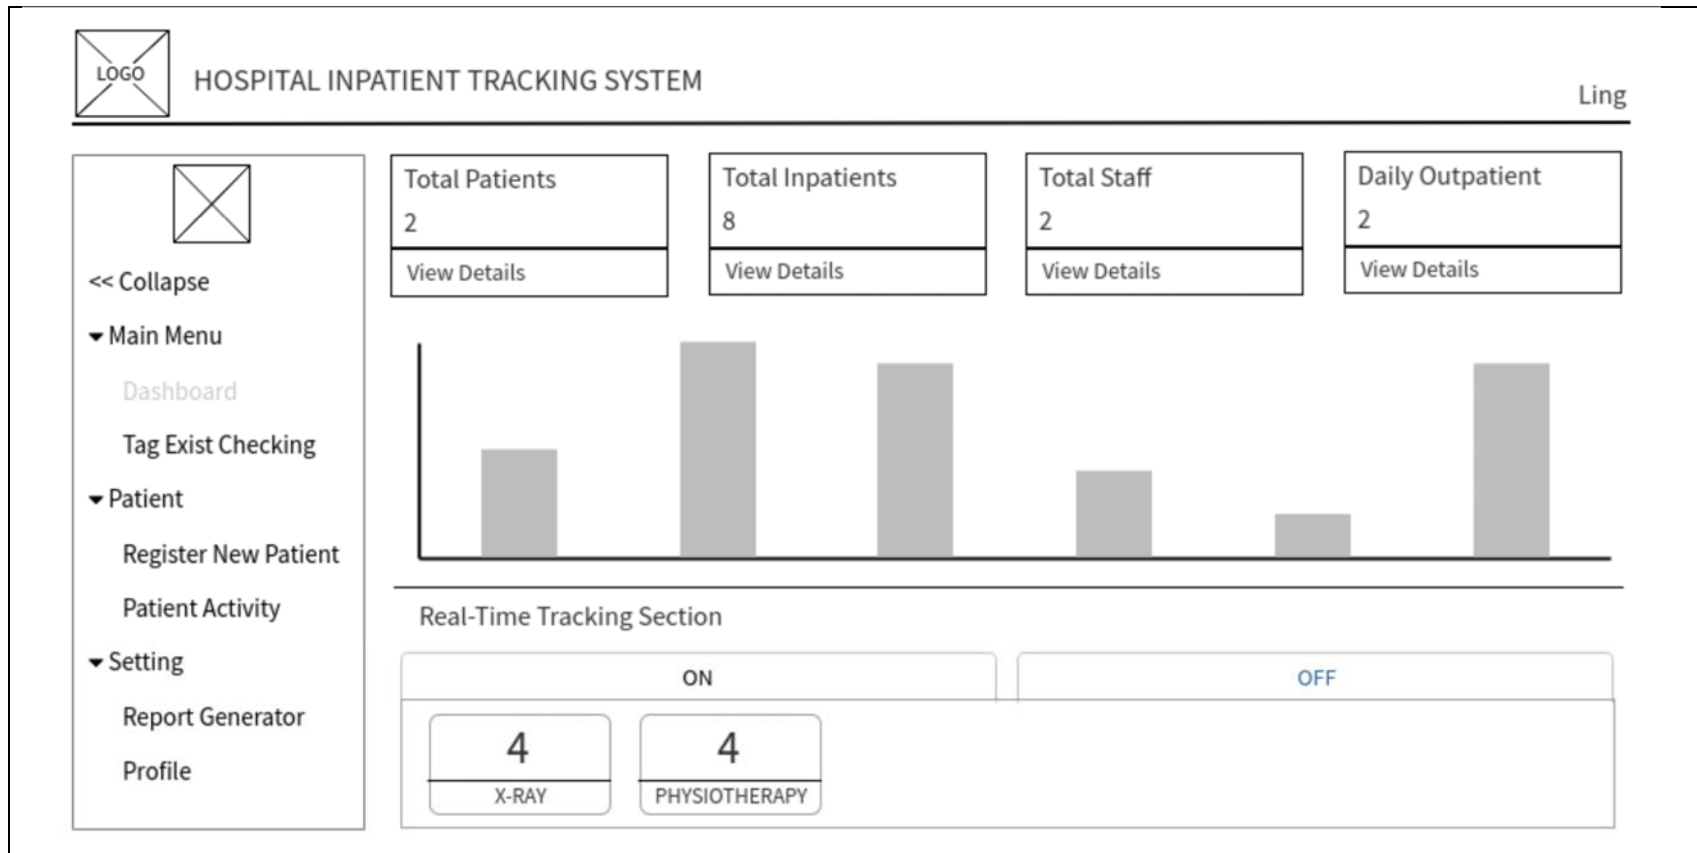 LOGO
HOSPITAL INPATIENT TRACKING SYSTEM
Ling
<< Collapse
Main Menu
Dashboard
Tag Exist Checking
Patient
Register New Patient
Patient Activity
Setting
Report Generator
Profile
Total Patients
2
View Details
Total Inpatients
8
View Details
Total Staff
2
View Details
Daily Outpatient
2
View Details
Real-Time Tracking Section
ON
OFF
4
X-RAY
4
PHYSIOTHERAPY